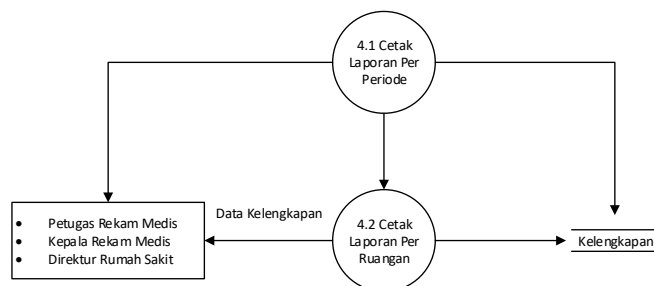 4.1 Cetak
Laporan Per
Periode
Data Kelengkapan
• Petugas Rekam Medis
• Kepala Rekam Medis
• Direktur Rumah Sakit
4.2 Cetak
Laporan Per
Ruangan
Kelengkapan